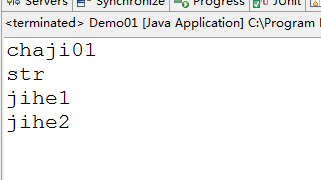 Servers Synchronize Progress JUnit
<terminated> Demo01 [Java Application] C:\Program
chaji01
str
jihe1
jihe2